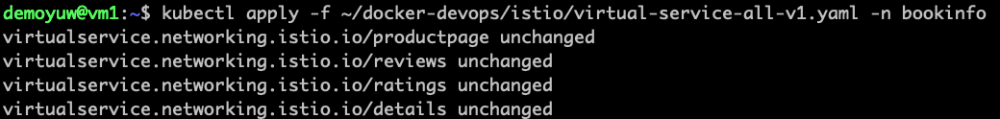 demoyuw@vm1:~$ kubectl apply -f ~/docker-devops/istio/virtual-service-all-v1.yaml -n bookinfo
virtualservice.networking.istio.io/productpage unchanged
virtualservice.networking.istio.io/reviews unchanged
virtualservice.networking.istio.io/ratings unchanged
virtualservice.networking.istio.io/details unchanged